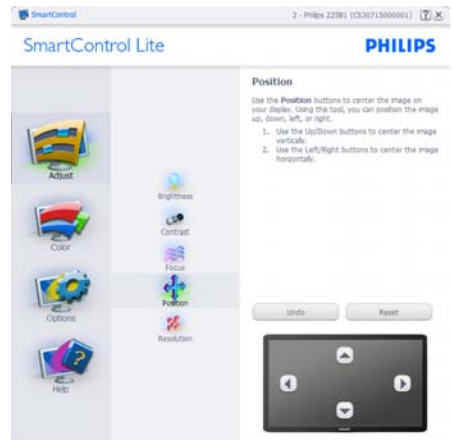 SmartControl
2 - Philips 225B1 (CS30715000001)
SmartControl Lite
PHILIPS
Adjust
Color
Options
Help
Brightness
Contrast
Focus
Position
Resolution
Position
Use the Position buttons to center the image on
your display. Using this tool, you can position the image
up, down, left, or right.
1. Use the Up/Down buttons to center the image
vertically.
2. Use the Left/Right buttons to center the image
horizontally.
Undo
Reset